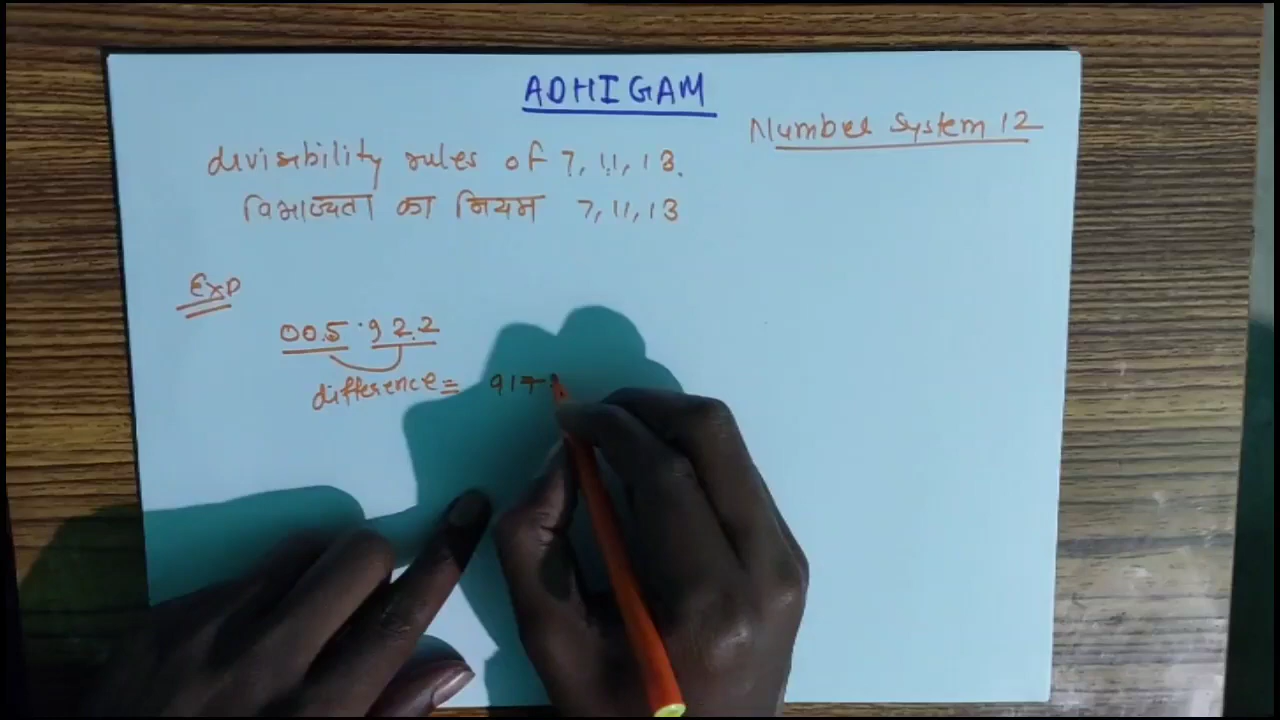 ADHIGAM
Number System 12
divisibility rules of 7, 11, 13.
विभाज्यता का नियम 7, 11, 13
Exp
005 922
difference = 917